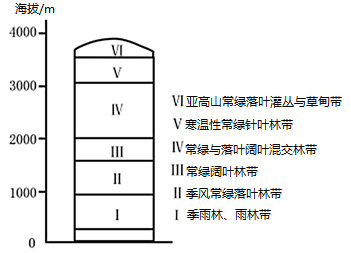 海拔/m
4000
3000
2000
1000
0
VI
V
IV
III
II
I
VI 亚高山常绿落叶灌丛与草甸带
V 寒温性常绿针叶林带
IV 常绿与落叶阔叶混交林带
III 常绿阔叶林带
II 季风常绿落叶林带
I 季雨林、雨林带